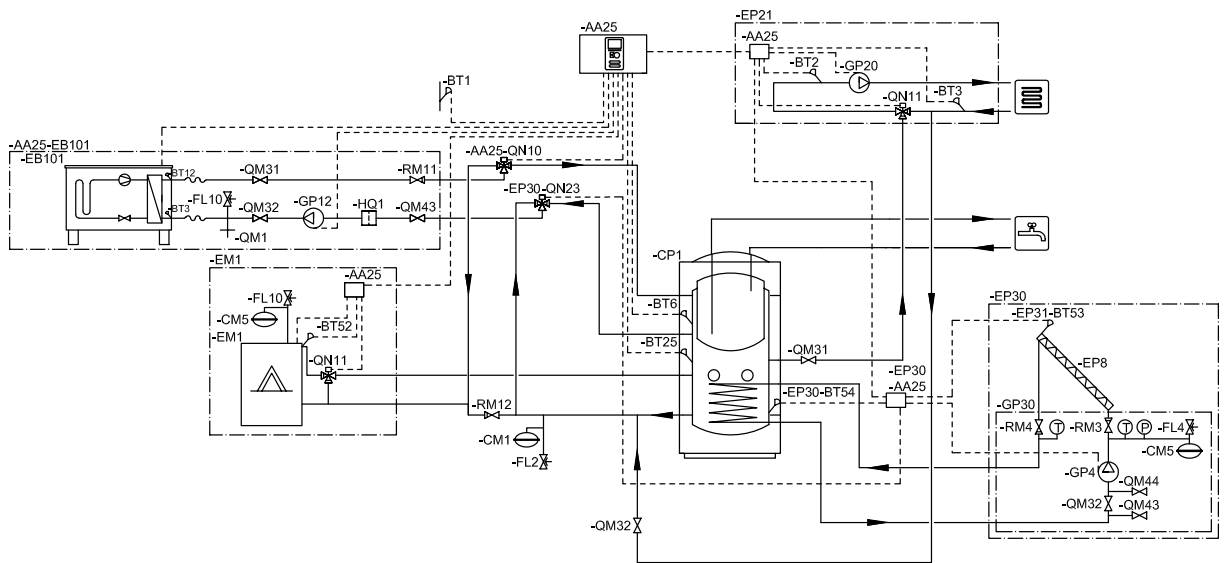 -EP21
-AA25
-AA25
-BT2
-GP20
-BT1
-QN11
-BT3
-AA25-EB101
-EB101
-AA25-QN10
-BT12
-QM31
-RM11
-EP30-QN23
-FL10
-BT3
-QM32
-GP12
-HQ1
-QM43
-QM1
-CP1
-EM1
-AA25
-FL10
-CM5
-BT52
-EM1
-QN11
-BT6
-BT25
-QM31
-EP30
-EP31-BT53
-EP8
-EP30
-AA25
-EP30-BT54
-GP30
-RM12
-RM4
T
-RM3
T
P
-FL4
-CM5
-CM1
-FL2
-GP4
-QM44
-QM32
-QM43
-QM32